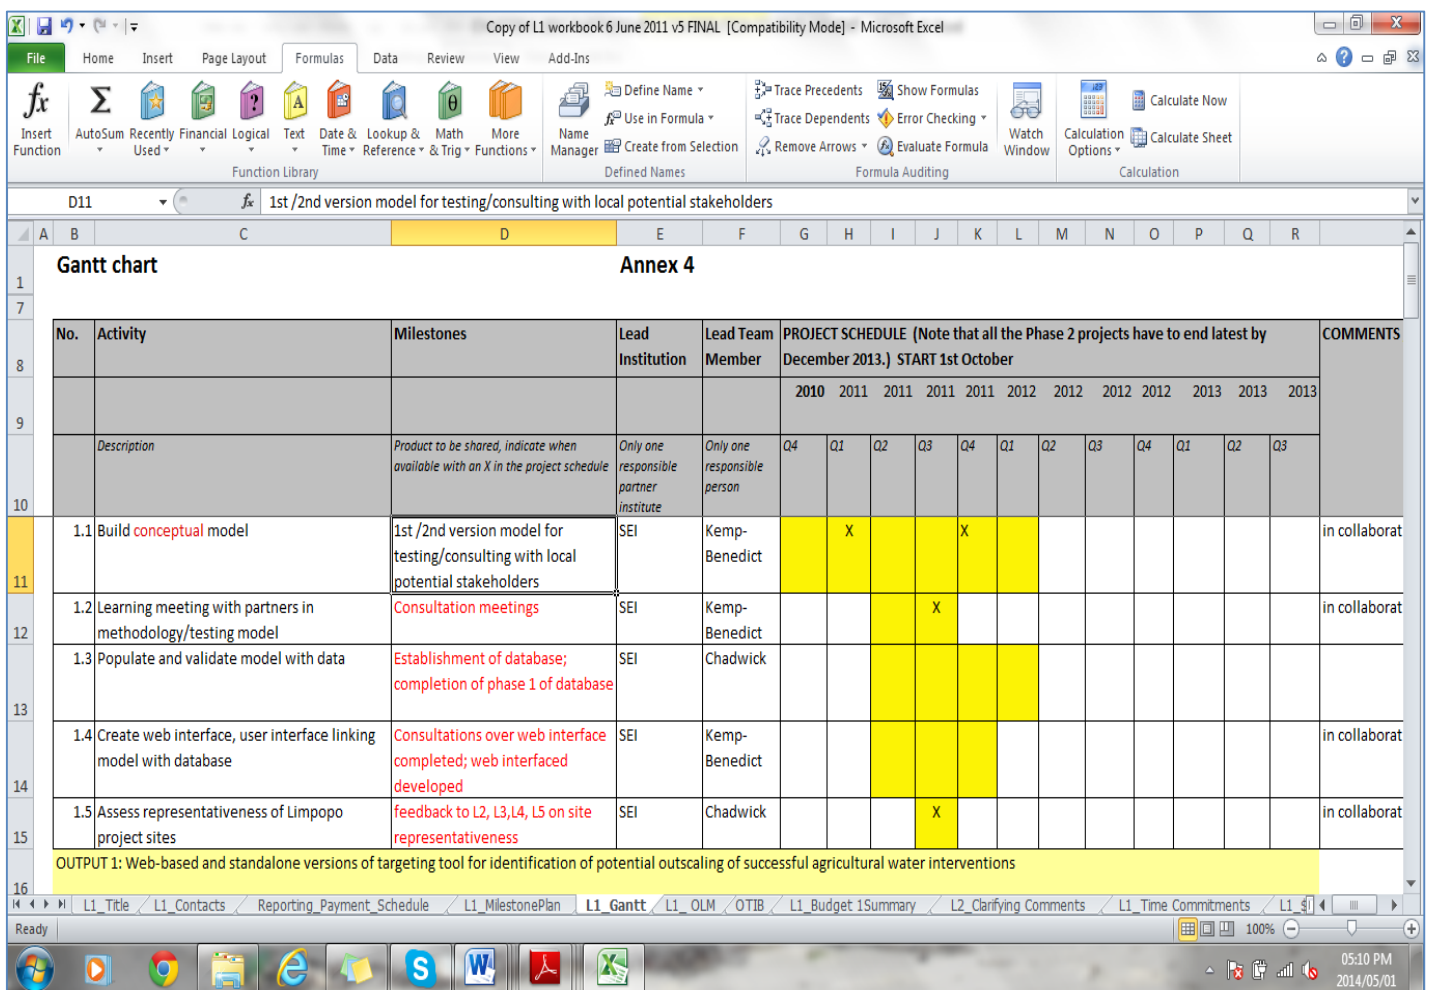 Copy of L1 workbook 6 June 2011 v5 FINAL [Compatibility Mode] - Microsoft Excel
File Home Insert Page Layout Formulas Data Review View Add-Ins
Insert Function
AutoSum
Recently Used
Financial
Logical
Text
Date & Time
Lookup & Reference
Math & Trig
More Functions
Function Library
Name Manager
Define Name
Use in Formula
Create from Selection
Defined Names
Trace Precedents
Trace Dependents
Remove Arrows
Show Formulas
Error Checking
Evaluate Formula
Watch Window
Formula Auditing
Calculation Options
Calculate Now
Calculate Sheet
Calculation
D11 fx 1st /2nd version model for testing/consulting with local potential stakeholders
A B C D E F G H I J K L M N O P Q R
1 Gantt chart Annex 4
7
8 No. Activity Milestones Lead Institution Lead Team Member PROJECT SCHEDULE (Note that all the Phase 2 projects have to end latest by December 2013.) START 1st October COMMENTS
9 2010 2011 2011 2011 2011 2012 2012 2012 2012 2013 2013 2013
10 Description Product to be shared, indicate when available with an X in the project schedule Only one responsible partner institute Only one responsible person Q4 Q1 Q2 Q3 Q4 Q1 Q2 Q3 Q4 Q1 Q2 Q3
11 1.1 Build conceptual model 1st /2nd version model for testing/consulting with local potential stakeholders SEI Kemp-Benedict X X in collaborat
12 1.2 Learning meeting with partners in methodology/testing model Consultation meetings SEI Kemp-Benedict X in collaborat
13 1.3 Populate and validate model with data Establishment of database; completion of phase 1 of database SEI Chadwick
14 1.4 Create web interface, user interface linking model with database Consultations over web interface completed; web interfaced developed SEI Kemp-Benedict in collaborat
15 1.5 Assess representativeness of Limpopo project sites feedback to L2, L3,L4, L5 on site representativeness SEI Chadwick X in collaborat
16 OUTPUT 1: Web-based and standalone versions of targeting tool for identification of potential outscaling of successful agricultural water interventions
L1_Title L1_Contacts Reporting_Payment_Schedule L1_MilestonePlan L1_Gantt L1_ OLM OTIB L1_Budget 1Summary L2_Clarifying Comments L1_Time Commitments
Ready 100%
05:10 PM
2014/05/01